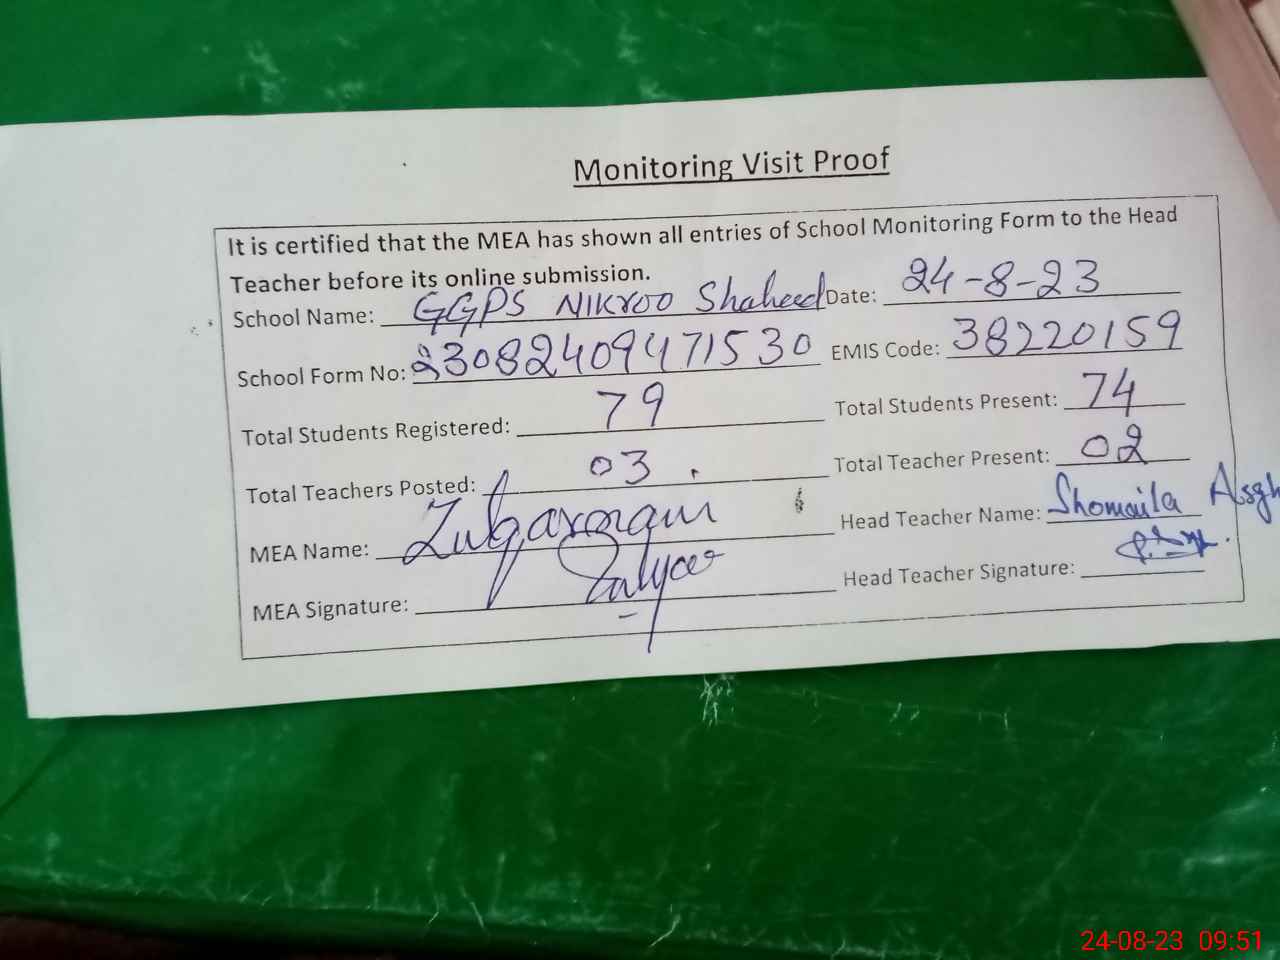 Monitoring Visit Proof
It is certified that the MEA has shown all entries of School Monitoring Form to the Head
Teacher before its online submission.
School Name: GGPS NIKROO Shaheed Date: 24-8-23
School Form No: 23082409471530 EMIS Code: 38220159
Total Students Registered: 79 Total Students Present: 74
Total Teachers Posted: 03 Total Teacher Present: 02
MEA Name: Head Teacher Name: Shomaila Asgh
MEA Signature: Head Teacher Signature:
24-08-23 09:51